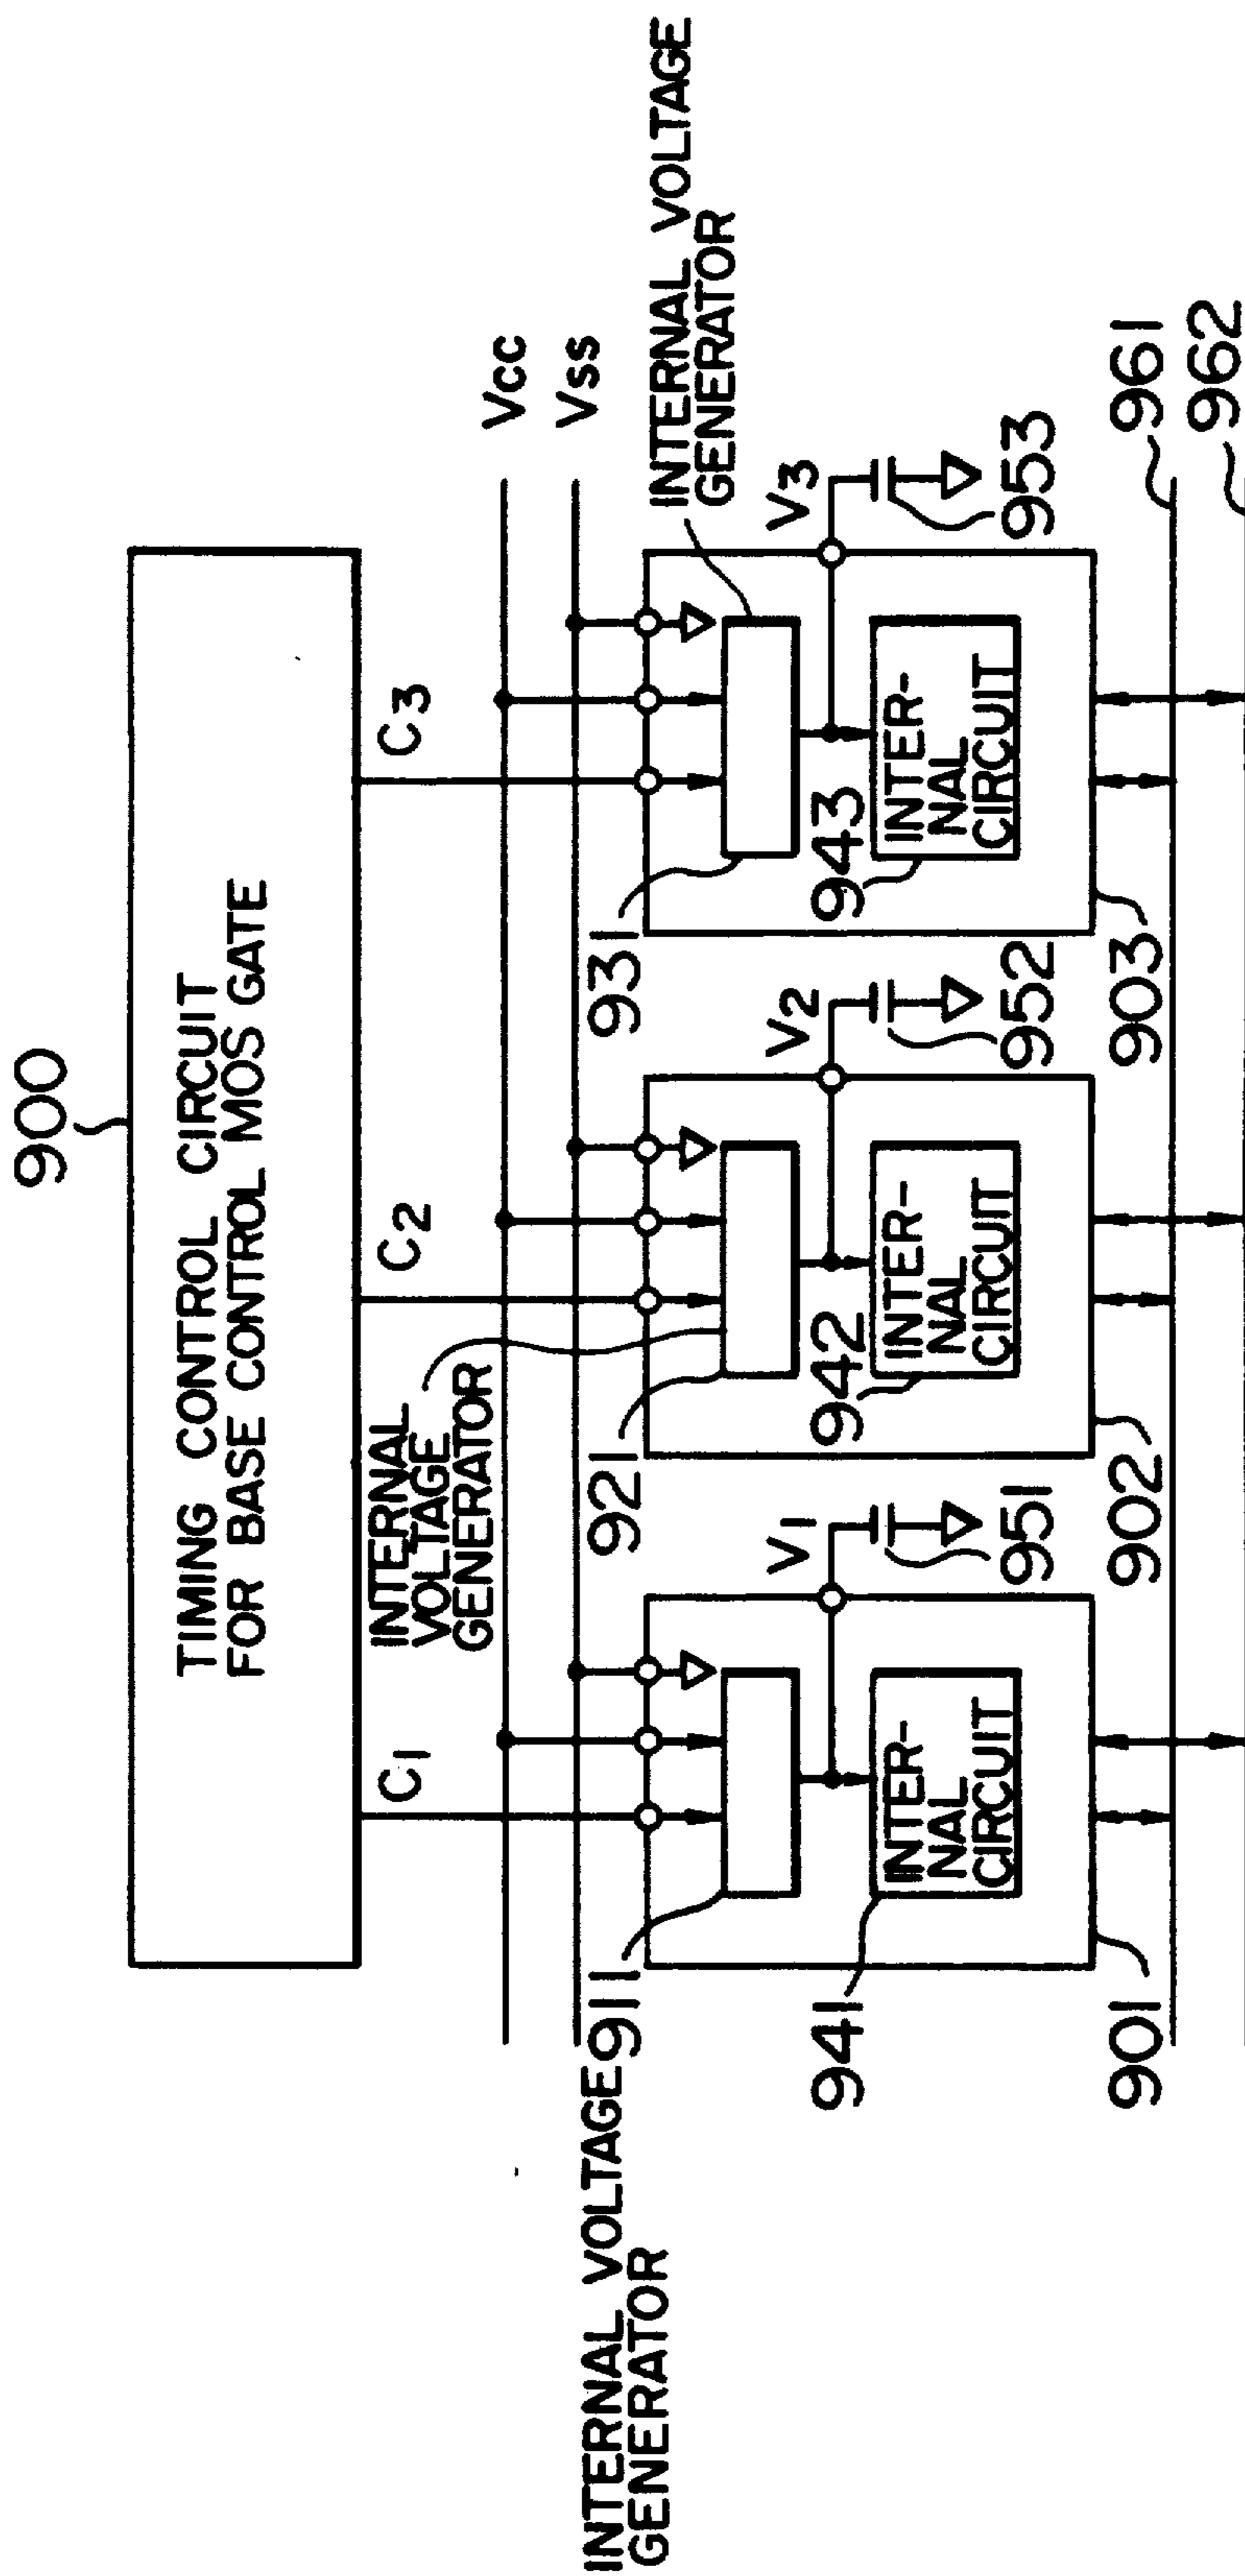 900
TIMING CONTROL CIRCUIT
FOR BASE CONTROL MOS GATE
C1
C2
C3
Vcc
Vss
INTERNAL
VOLTAGE
GENERATOR
INTERNAL VOLTAGE
GENERATOR
INTERNAL VOLTAGE
GENERATOR
911
921
931
V1
V2
V3
941
INTER-
NAL
CIRCUIT
942
INTER-
NAL
CIRCUIT
943
INTER-
NAL
CIRCUIT
951
952
953
901
902
903
961
962